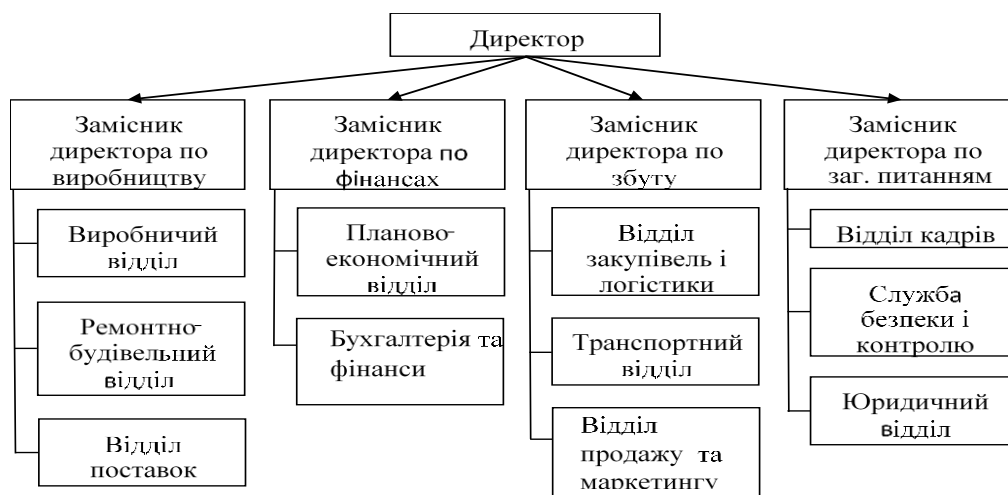 Директор
Замісник
директора по
виробництву
Виробничий
відділ
Ремонтно-
будівельний
відділ
Відділ
поставок
Замісник
директора по
фінансах
Планово-
економічний
відділ
Бухгалтерія та
фінанси
Замісник
директора по
збуту
Відділ
закупівель і
логістики
Транспортний
відділ
Відділ
продажу та
маркетингу
Замісник
директора по
заг. питанням
Відділ кадрів
Служба
безпеки і
контролю
Юридичний
відділ